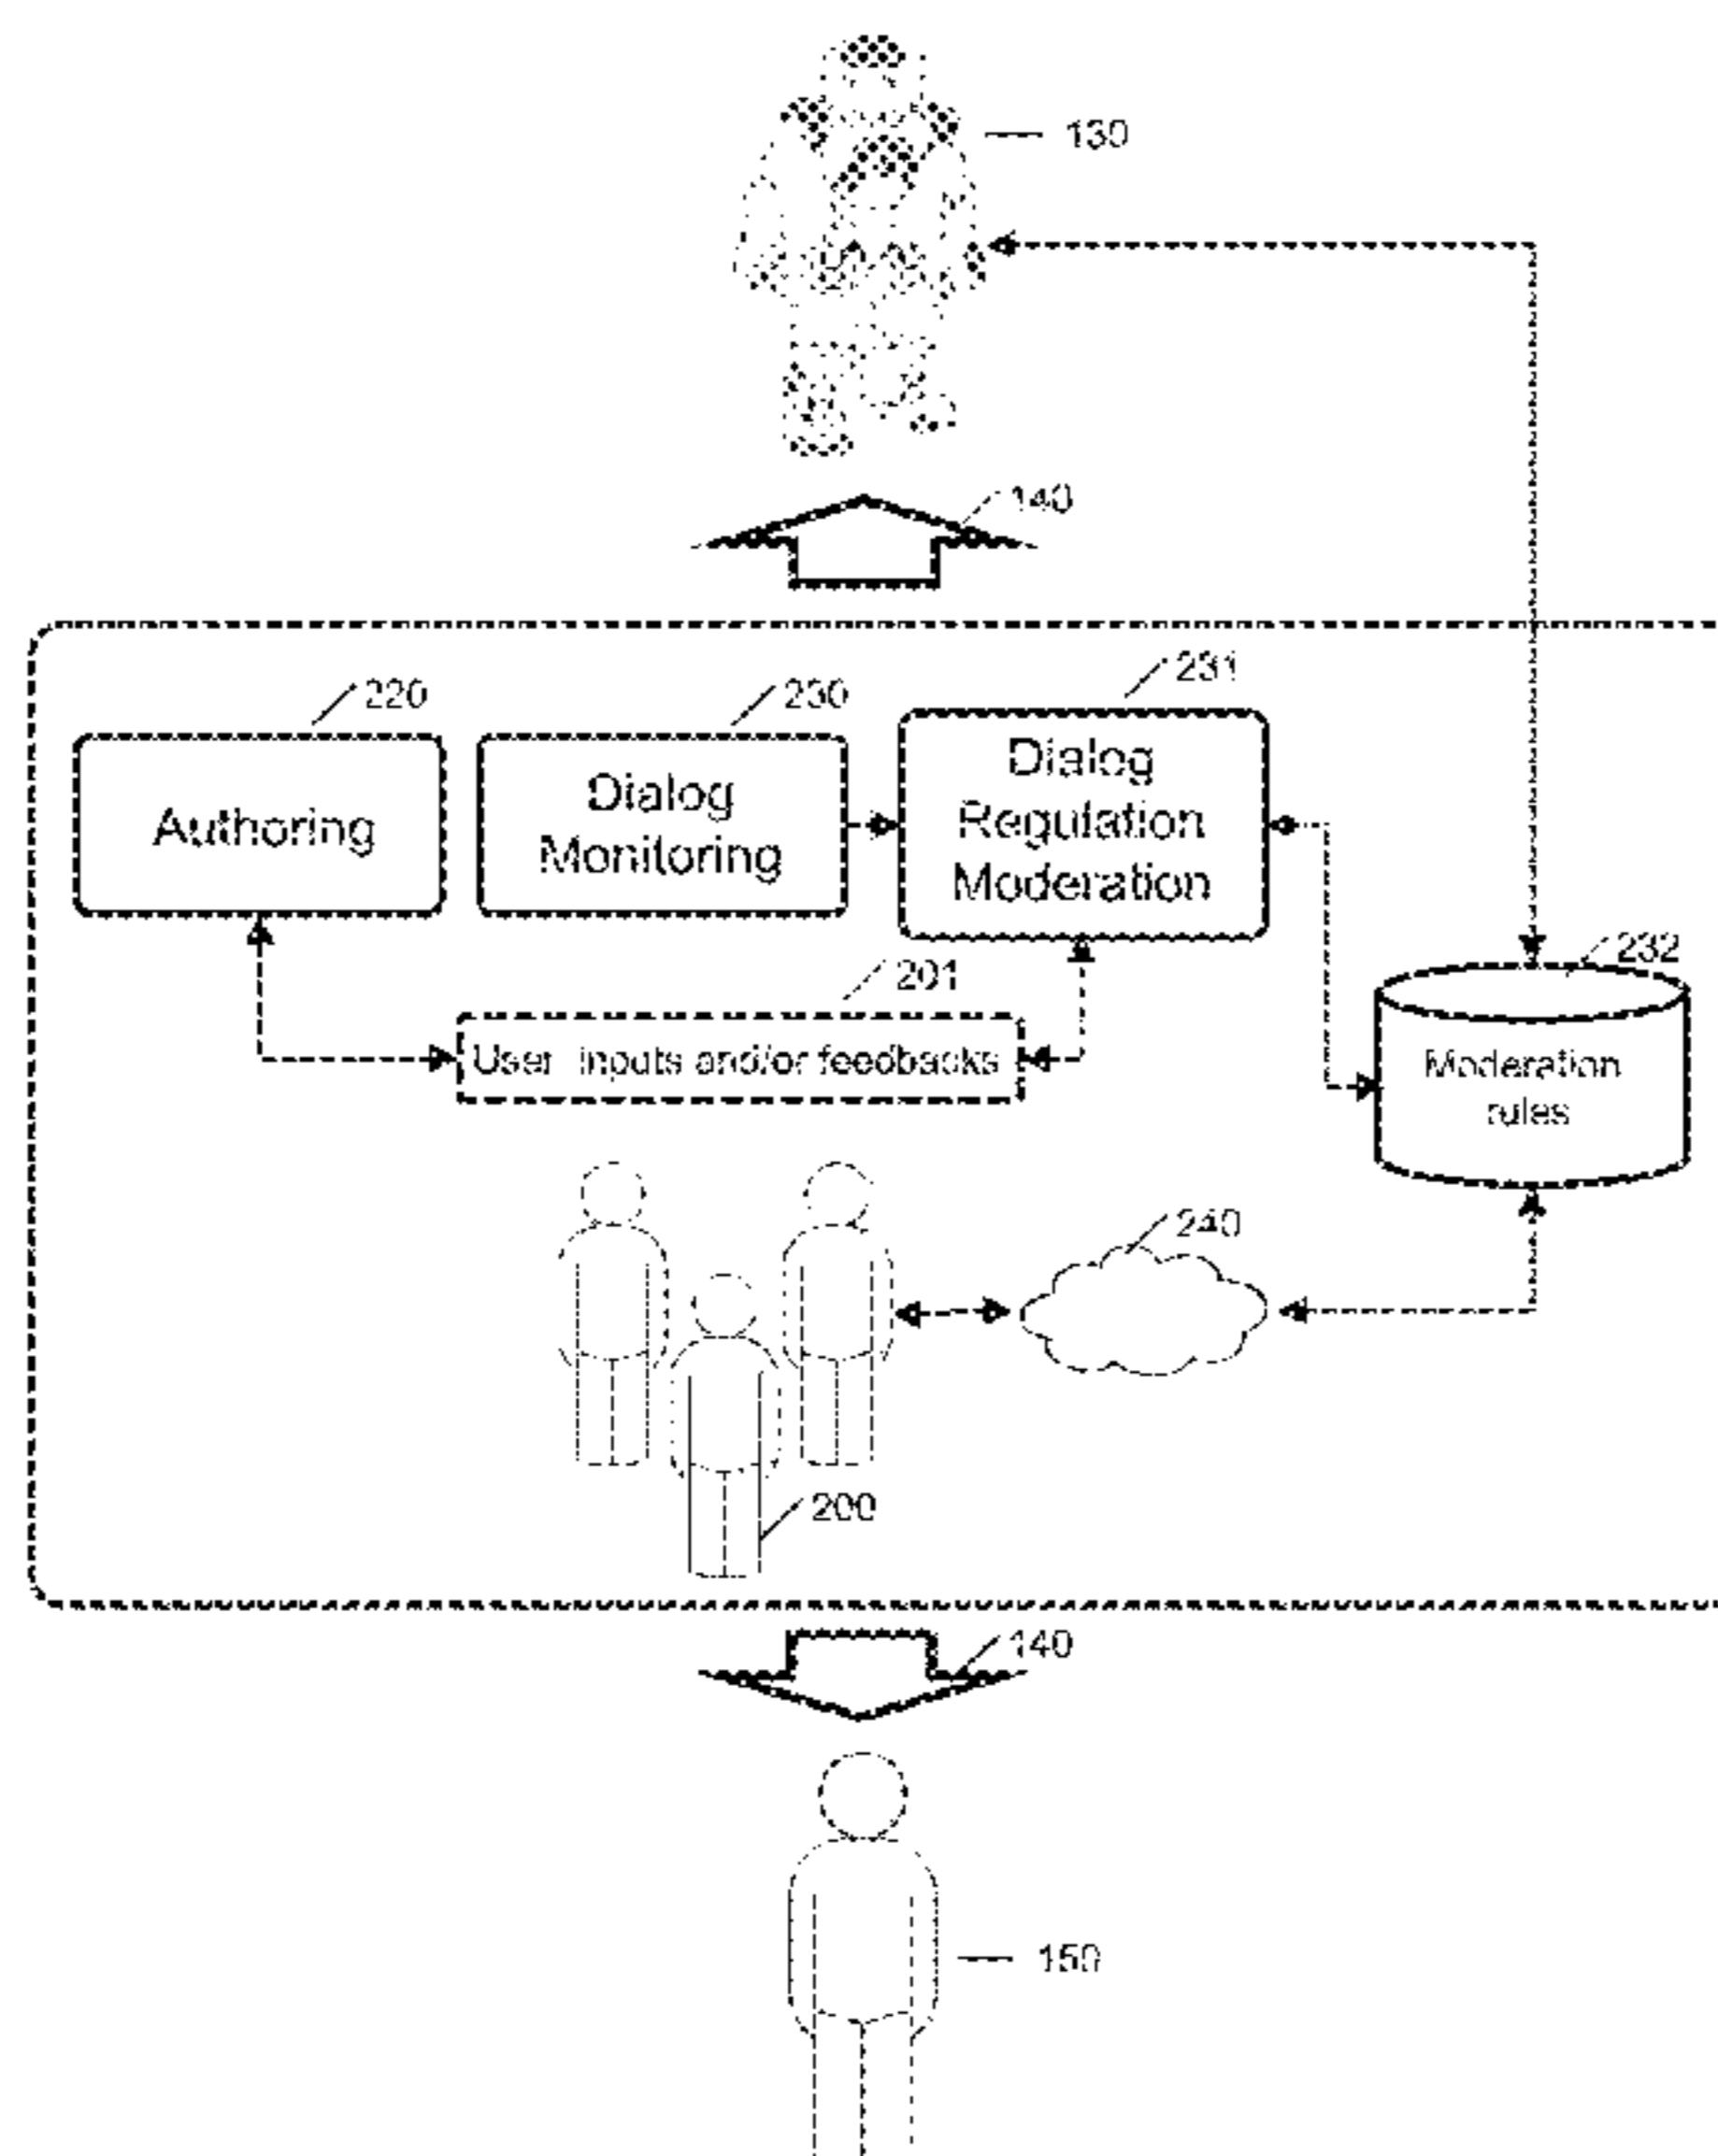 130
140
231
220
230
Dialog
Regulation
Moderation
Authoring
Dialog
Monitoring
232
201
User inputs and/or feedbacks
Moderation
rules
240
200
140
150